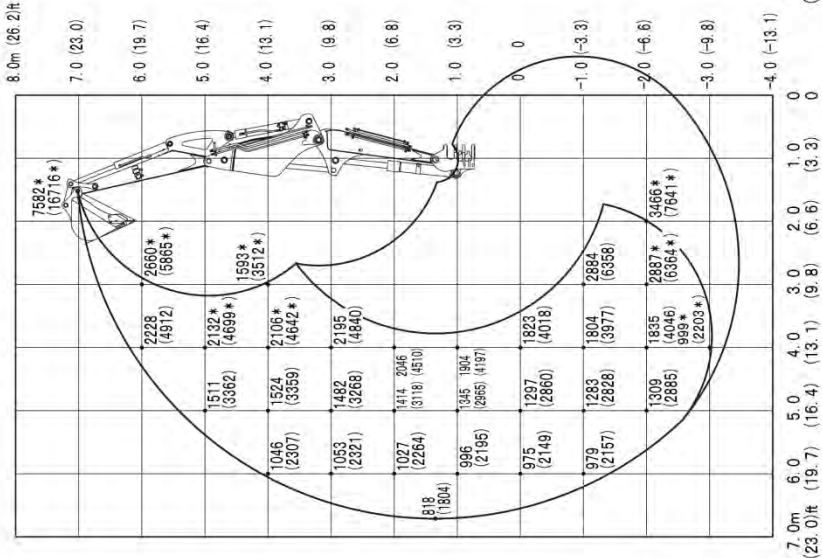 8.0m (26.2)ft
7582*
(16716*)
7.0 (23.0)
2228 2660*
(4912) (5865*)
6.0 (19.7)
1511 2132*
(3362) (4699*)
5.0 (16.4)
1046 1524 2106* 1593*
(2307) (3359) (4642*) (3512*)
4.0 (13.1)
1053 1482 2195
(2321) (3268) (4840)
3.0 (9.8)
1027 1414 2046
(2264) (3118) (4510)
2.0 (6.8)
818
(1804)
996 1345 1904
(2195) (2965) (4197)
1.0 (3.3)
975 1297 1823
(2149) (2860) (4018)
0 0
979 1283 1804 2884
(2157) (2828) (3977) (6358)
-1.0 (-3.3)
1309 1835 2887* 3466*
(2885) (4046) (6364*) (7641*)
-2.0 (-6.6)
999*
(2203*)
-3.0 (-9.8)
-4.0 (-13.1)
7.0m 6.0 5.0 4.0 3.0 2.0 1.0 0
(23.0)ft (19.7) (16.4) (13.1) (9.8) (6.6) (3.3) 0